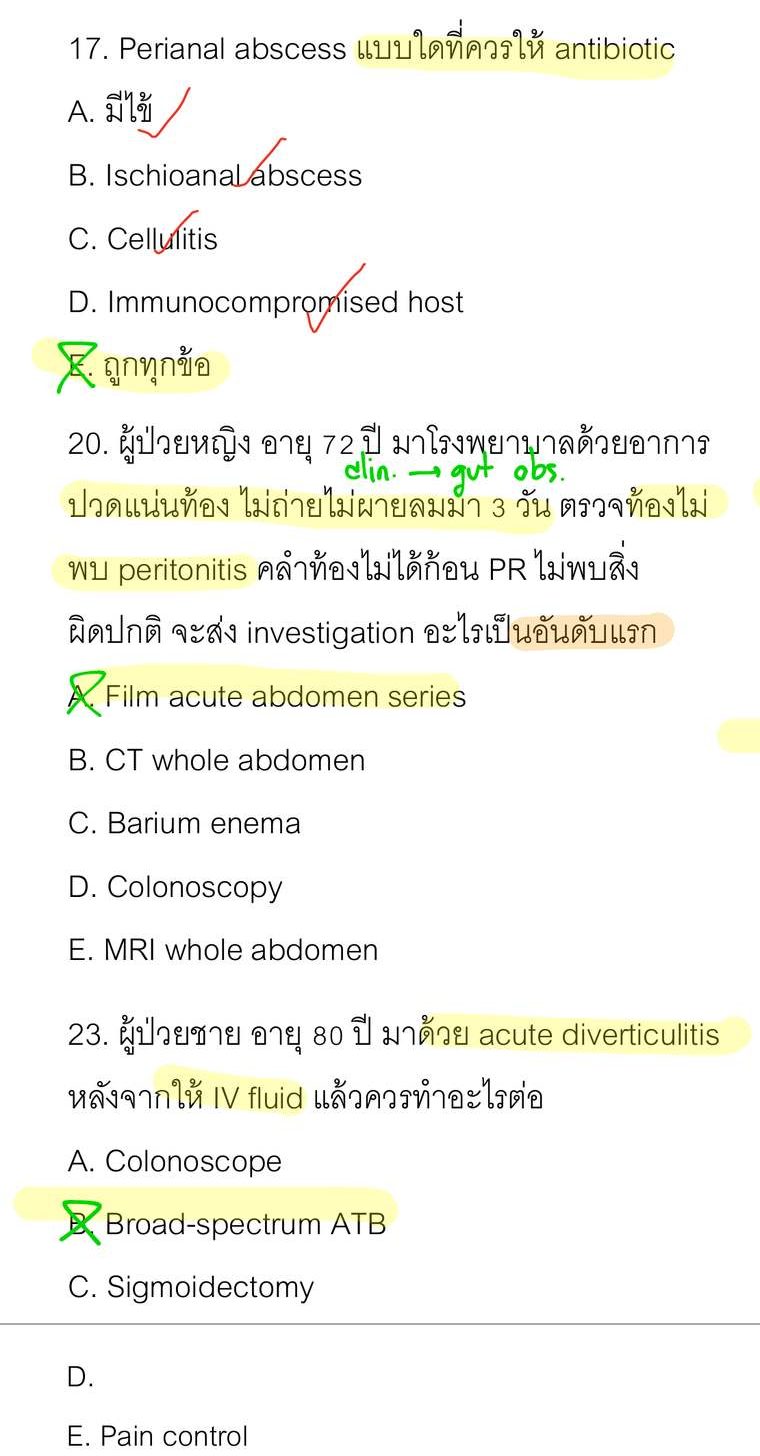 17. Perianal abscess แบบใดที่ควรให้ antibiotic
A. มีไข้
B. Ischioanal abscess
C. Cellulitis
D. Immunocompromised host
E. ถูกทุกข้อ
20. ผู้ป่วยหญิง อายุ 72 ปี มาโรงพยาบาลด้วยอาการ
clin. → gut obs.
ปวดแน่นท้อง ไม่ถ่ายไม่ผายลมมา 3 วัน ตรวจท้องไม่
พบ peritonitis คลำท้องไม่ได้ก้อน PR ไม่พบสิ่ง
ผิดปกติ จะส่ง investigation อะไรเป็นอันดับแรก
A. Film acute abdomen series
B. CT whole abdomen
C. Barium enema
D. Colonoscopy
E. MRI whole abdomen
23. ผู้ป่วยชาย อายุ 80 ปี มาด้วย acute diverticulitis
หลังจากให้ IV fluid แล้วควรทำอะไรต่อ
A. Colonoscope
B. Broad-spectrum ATB
C. Sigmoidectomy
D.
E. Pain control